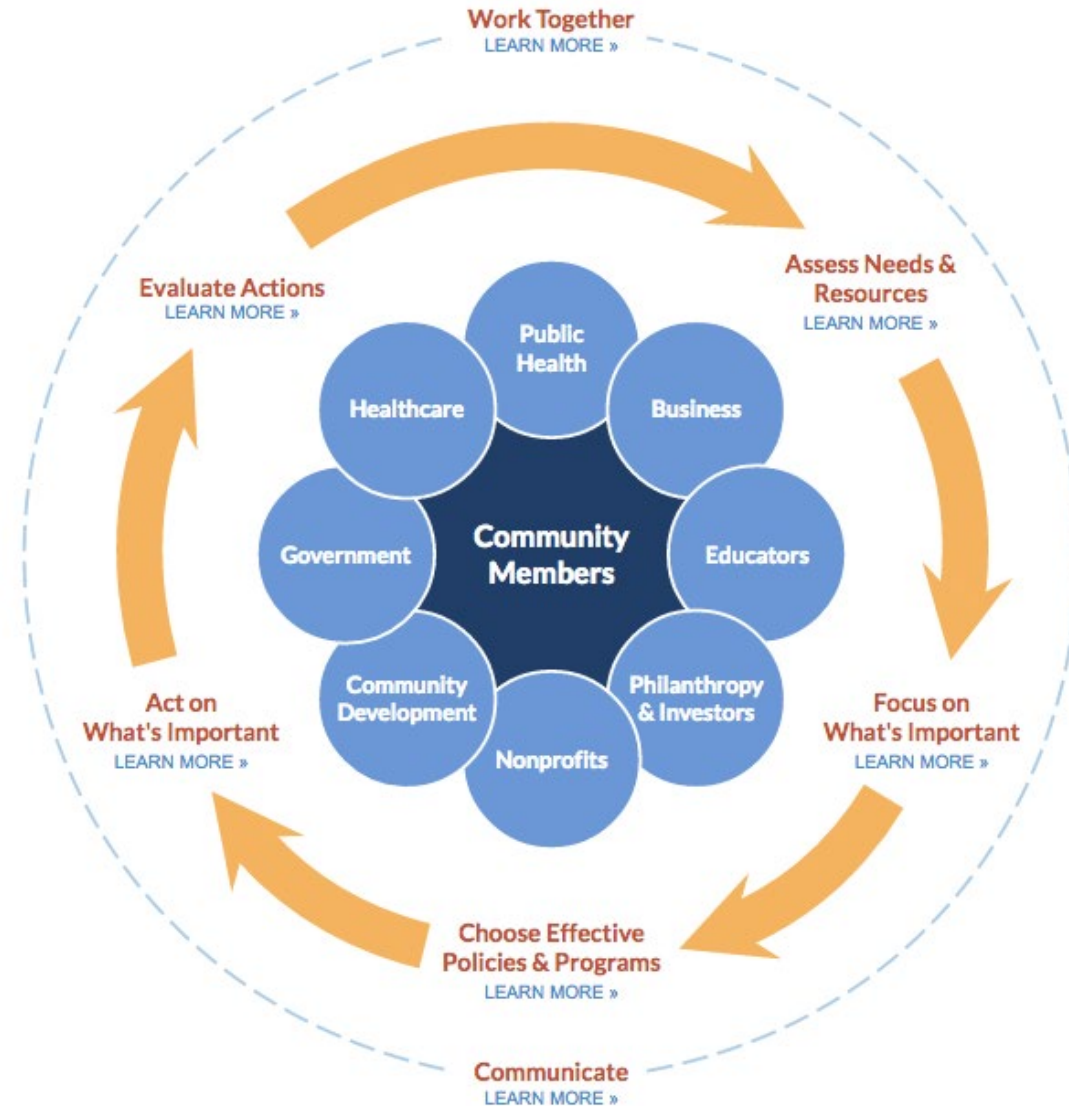 Work Together
LEARN MORE »
Assess Needs &
Resources
LEARN MORE »
Focus on
What's Important
LEARN MORE »
Choose Effective
Policies & Programs
LEARN MORE »
Act on
What's Important
LEARN MORE »
Evaluate Actions
LEARN MORE »
Public
Health
Business
Educators
Philanthropy
& Investors
Nonprofits
Community
Development
Government
Healthcare
Community
Members
Communicate
LEARN MORE »